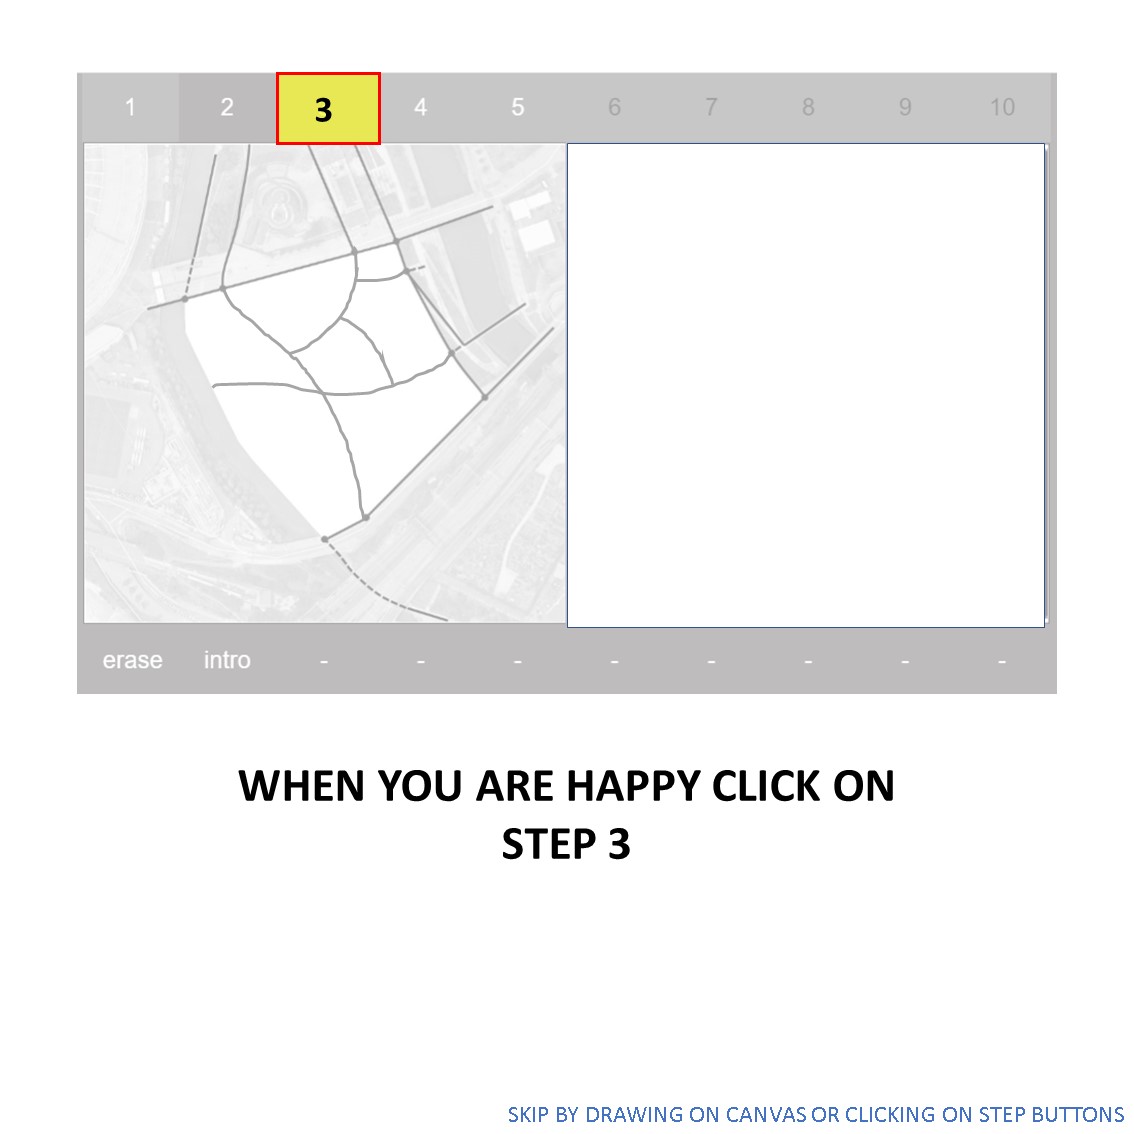 1 2 3 4 5 6 7 8 9 10
erase intro - - - - - - - -
WHEN YOU ARE HAPPY CLICK ON
STEP 3
SKIP BY DRAWING ON CANVAS OR CLICKING ON STEP BUTTONS